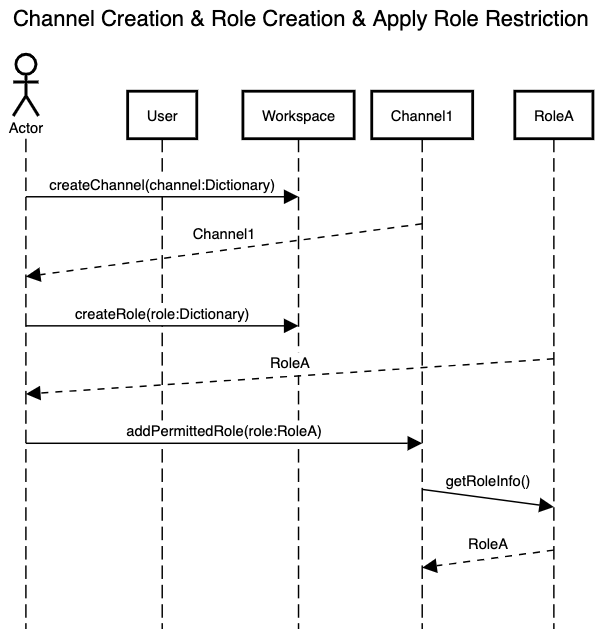 Channel Creation & Role Creation & Apply Role Restriction
Actor
User
Workspace
Channel1
RoleA
createChannel(channel:Dictionary)
Channel1
createRole(role:Dictionary)
RoleA
addPermittedRole(role:RoleA)
getRoleInfo()
RoleA